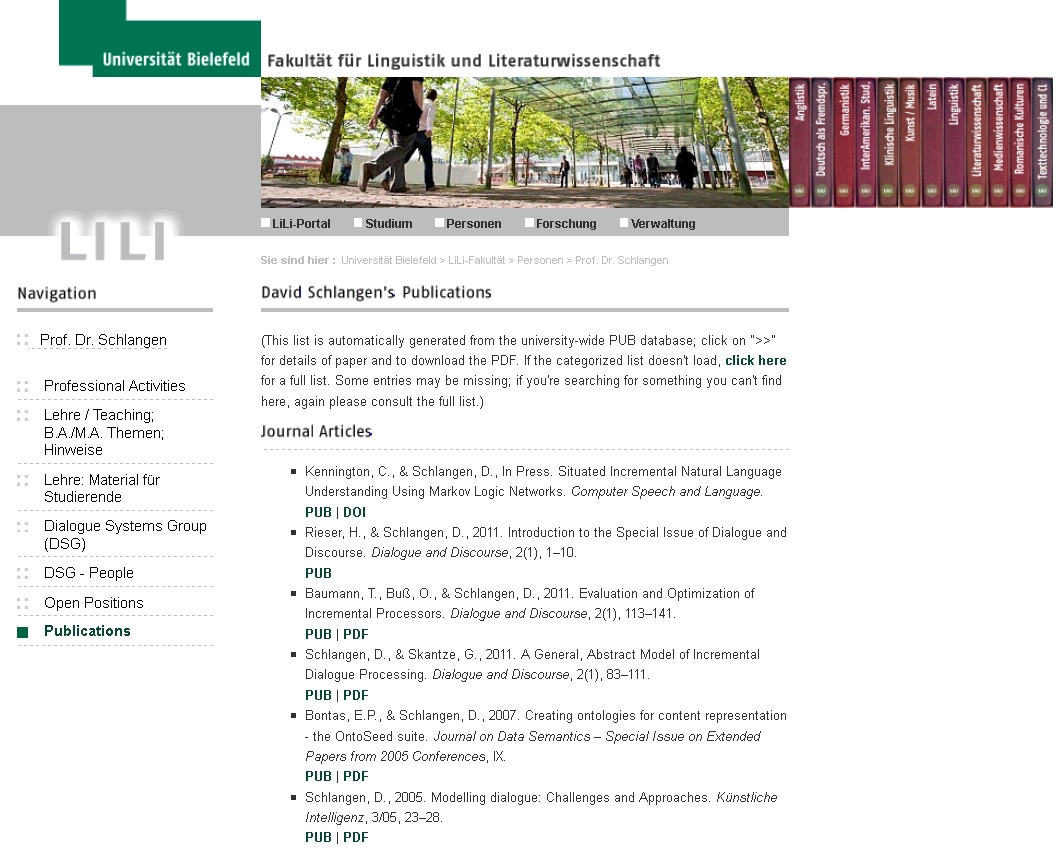 Universität Bielefeld
Fakultät für Linguistik und Literaturwissenschaft
Anglistik
Deutsch als Fremdspr.
Germanistik
InterAmerikan. Stud.
Klinische Linguistik
Kunst / Musik
Latein
Linguistik
Literaturwissenschaft
Medienwissenschaft
Romanische Kulturen
Texttechnologie und CL
LiLi-Portal Studium Personen Forschung Verwaltung
LILI
Sie sind hier : Universität Bielefeld > LiLi-Fakultät > Personen > Prof. Dr. Schlangen
Navigation
Prof. Dr. Schlangen
Professional Activities
Lehre / Teaching;
B.A./M.A. Themen;
Hinweise
Lehre: Material für
Studierende
Dialogue Systems Group
(DSG)
DSG - People
Open Positions
Publications
David Schlangen's Publications
(This list is automatically generated from the university-wide PUB database; click on ">>"
for details of paper and to download the PDF. If the categorized list doesn't load, click here
for a full list. Some entries may be missing; if you're searching for something you can't find
here, again please consult the full list.)
Journal Articles
Kennington, C., & Schlangen, D., In Press. Situated Incremental Natural Language
Understanding Using Markov Logic Networks. Computer Speech and Language.
PUB | DOI
Rieser, H., & Schlangen, D., 2011. Introduction to the Special Issue of Dialogue and
Discourse. Dialogue and Discourse, 2(1), 1–10.
PUB
Baumann, T., Buß, O., & Schlangen, D., 2011. Evaluation and Optimization of
Incremental Processors. Dialogue and Discourse, 2(1), 113–141.
PUB | PDF
Schlangen, D., & Skantze, G., 2011. A General, Abstract Model of Incremental
Dialogue Processing. Dialogue and Discourse, 2(1), 83–111.
PUB | PDF
Bontas, E.P., & Schlangen, D., 2007. Creating ontologies for content representation
- the OntoSeed suite. Journal on Data Semantics – Special Issue on Extended
Papers from 2005 Conferences, IX.
PUB | PDF
Schlangen, D., 2005. Modelling dialogue: Challenges and Approaches. Künstliche
Intelligenz, 3/05, 23–28.
PUB | PDF